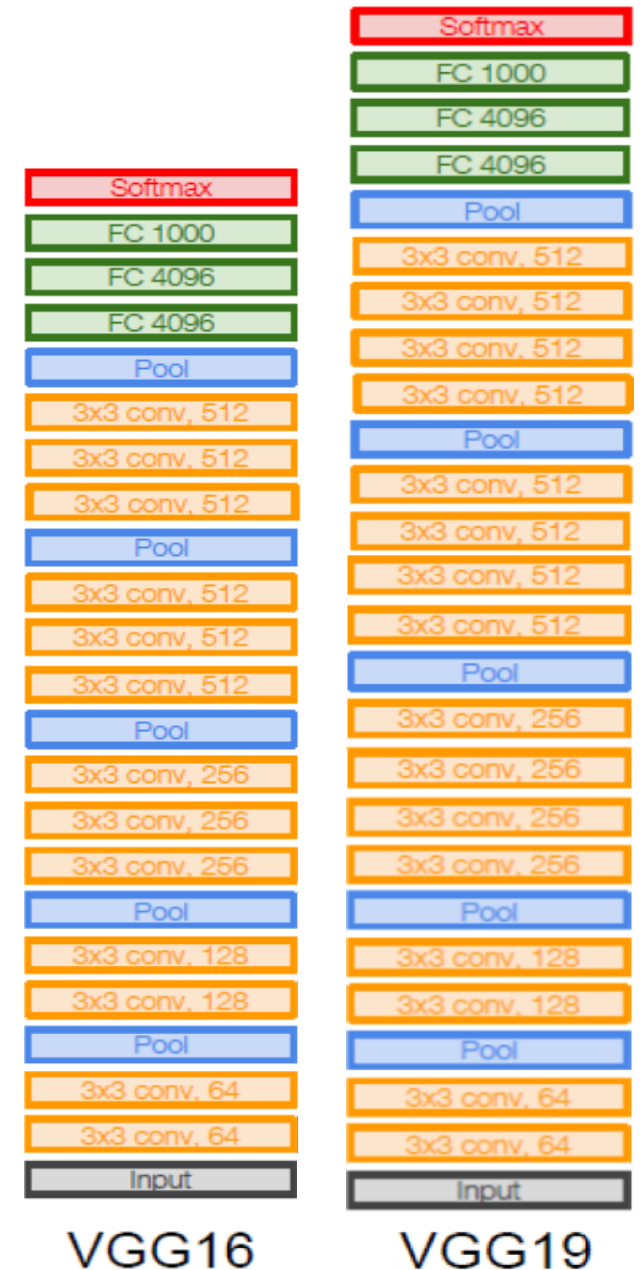 Softmax
FC 1000
FC 4096
FC 4096
Pool
3x3 conv, 512
3x3 conv, 512
3x3 conv, 512
Pool
3x3 conv, 512
3x3 conv, 512
3x3 conv, 512
Pool
3x3 conv, 256
3x3 conv, 256
3x3 conv, 256
Pool
3x3 conv, 128
3x3 conv, 128
Pool
3x3 conv, 64
3x3 conv, 64
Input
VGG16
Softmax
FC 1000
FC 4096
FC 4096
Pool
3x3 conv, 512
3x3 conv, 512
3x3 conv, 512
3x3 conv, 512
Pool
3x3 conv, 512
3x3 conv, 512
3x3 conv, 512
3x3 conv, 512
Pool
3x3 conv, 256
3x3 conv, 256
3x3 conv, 256
3x3 conv, 256
Pool
3x3 conv, 128
3x3 conv, 128
Pool
3x3 conv, 64
3x3 conv, 64
Input
VGG19